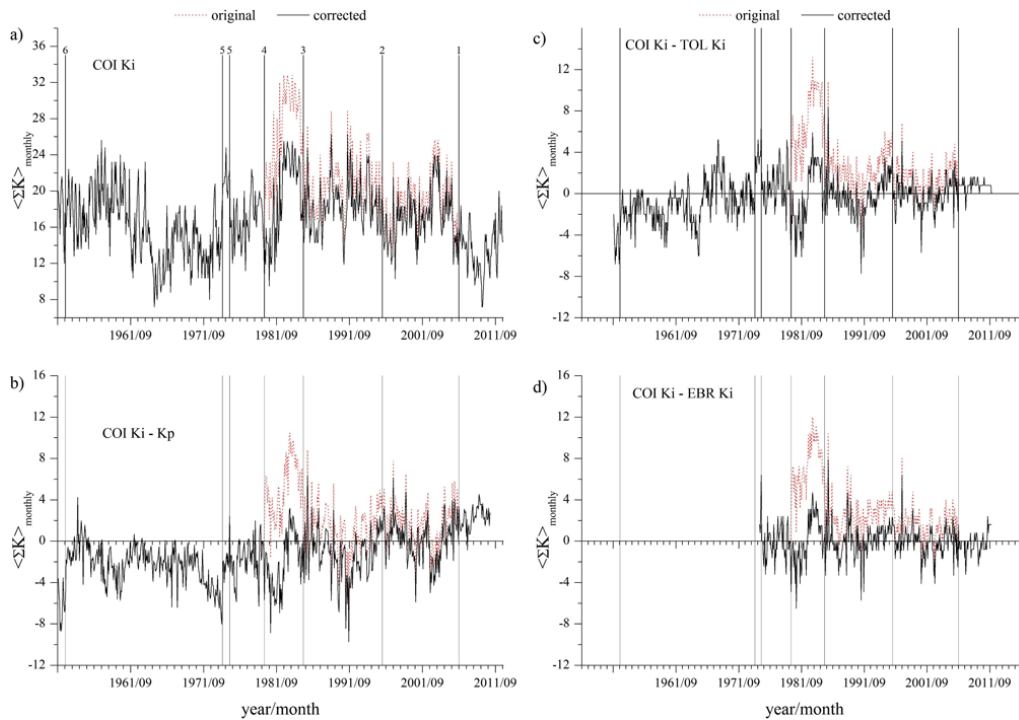 original corrected
original corrected
a)
COI Ki
6 5 5 4 3 2 1
36
32
28
24
20
16
12
8
<ΣK> monthly
1961/09 1971/09 1981/09 1991/09 2001/09 2011/09
c)
COI Ki - TOL Ki
12
8
4
0
-4
-8
-12
<ΣK> monthly
1961/09 1971/09 1981/09 1991/09 2001/09 2011/09
b)
COI Ki - Kp
16
12
8
4
0
-4
-8
-12
<ΣK> monthly
1961/09 1971/09 1981/09 1991/09 2001/09 2011/09
year/month
d)
COI Ki - EBR Ki
16
12
8
4
0
-4
-8
-12
<ΣK> monthly
1961/09 1971/09 1981/09 1991/09 2001/09 2011/09
year/month